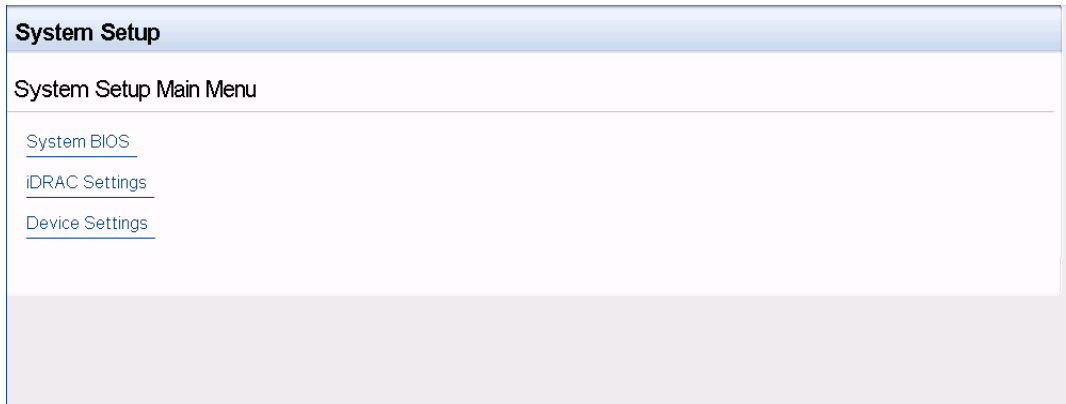 System Setup
System Setup Main Menu
System BIOS
iDRAC Settings
Device Settings